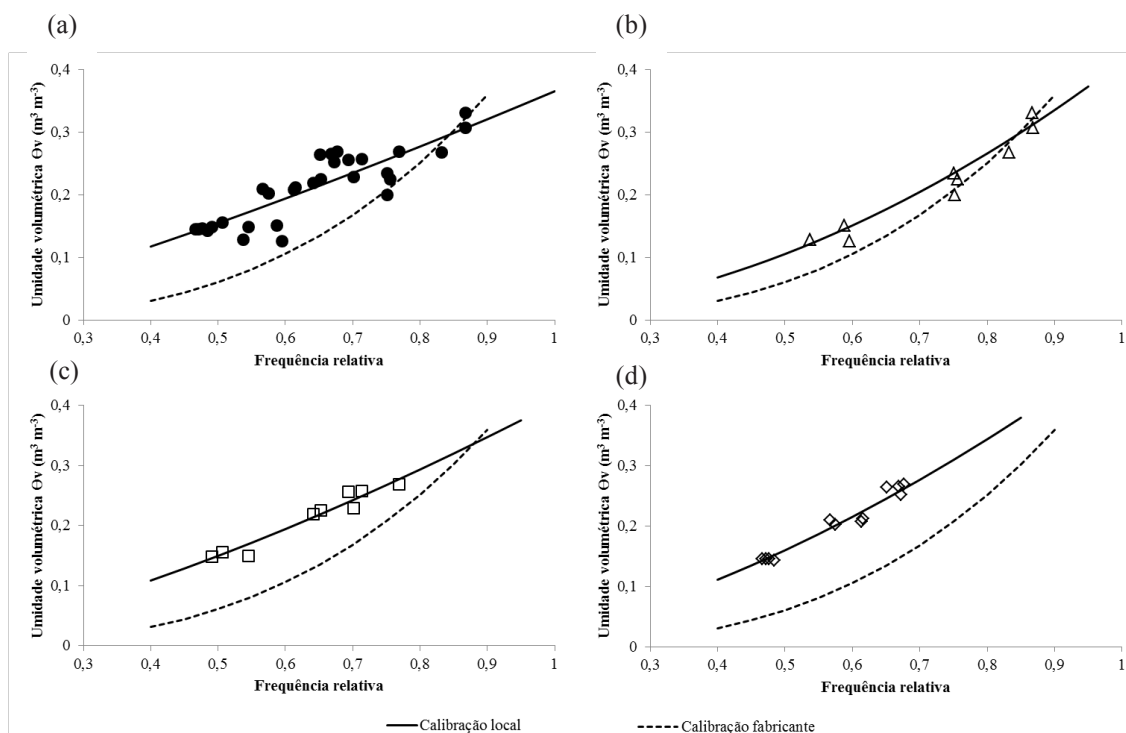 (a)
0,4
0,3
0,2
0,1
0
0,3 0,4 0,5 0,6 0,7 0,8 0,9 1
Umidade volumétrica Θv (m³ m⁻³)
Frequência relativa
(b)
0,4
0,3
0,2
0,1
0
0,3 0,4 0,5 0,6 0,7 0,8 0,9 1
Umidade volumétrica Θv (m³ m⁻³)
Frequência relativa
(c)
0,4
0,3
0,2
0,1
0
0,3 0,4 0,5 0,6 0,7 0,8 0,9 1
Umidade volumétrica Θv (m³ m⁻³)
Frequência relativa
(d)
0,4
0,3
0,2
0,1
0
0,3 0,4 0,5 0,6 0,7 0,8 0,9 1
Umidade volumétrica Θv (m³ m⁻³)
Frequência relativa
Calibração local
Calibração fabricante